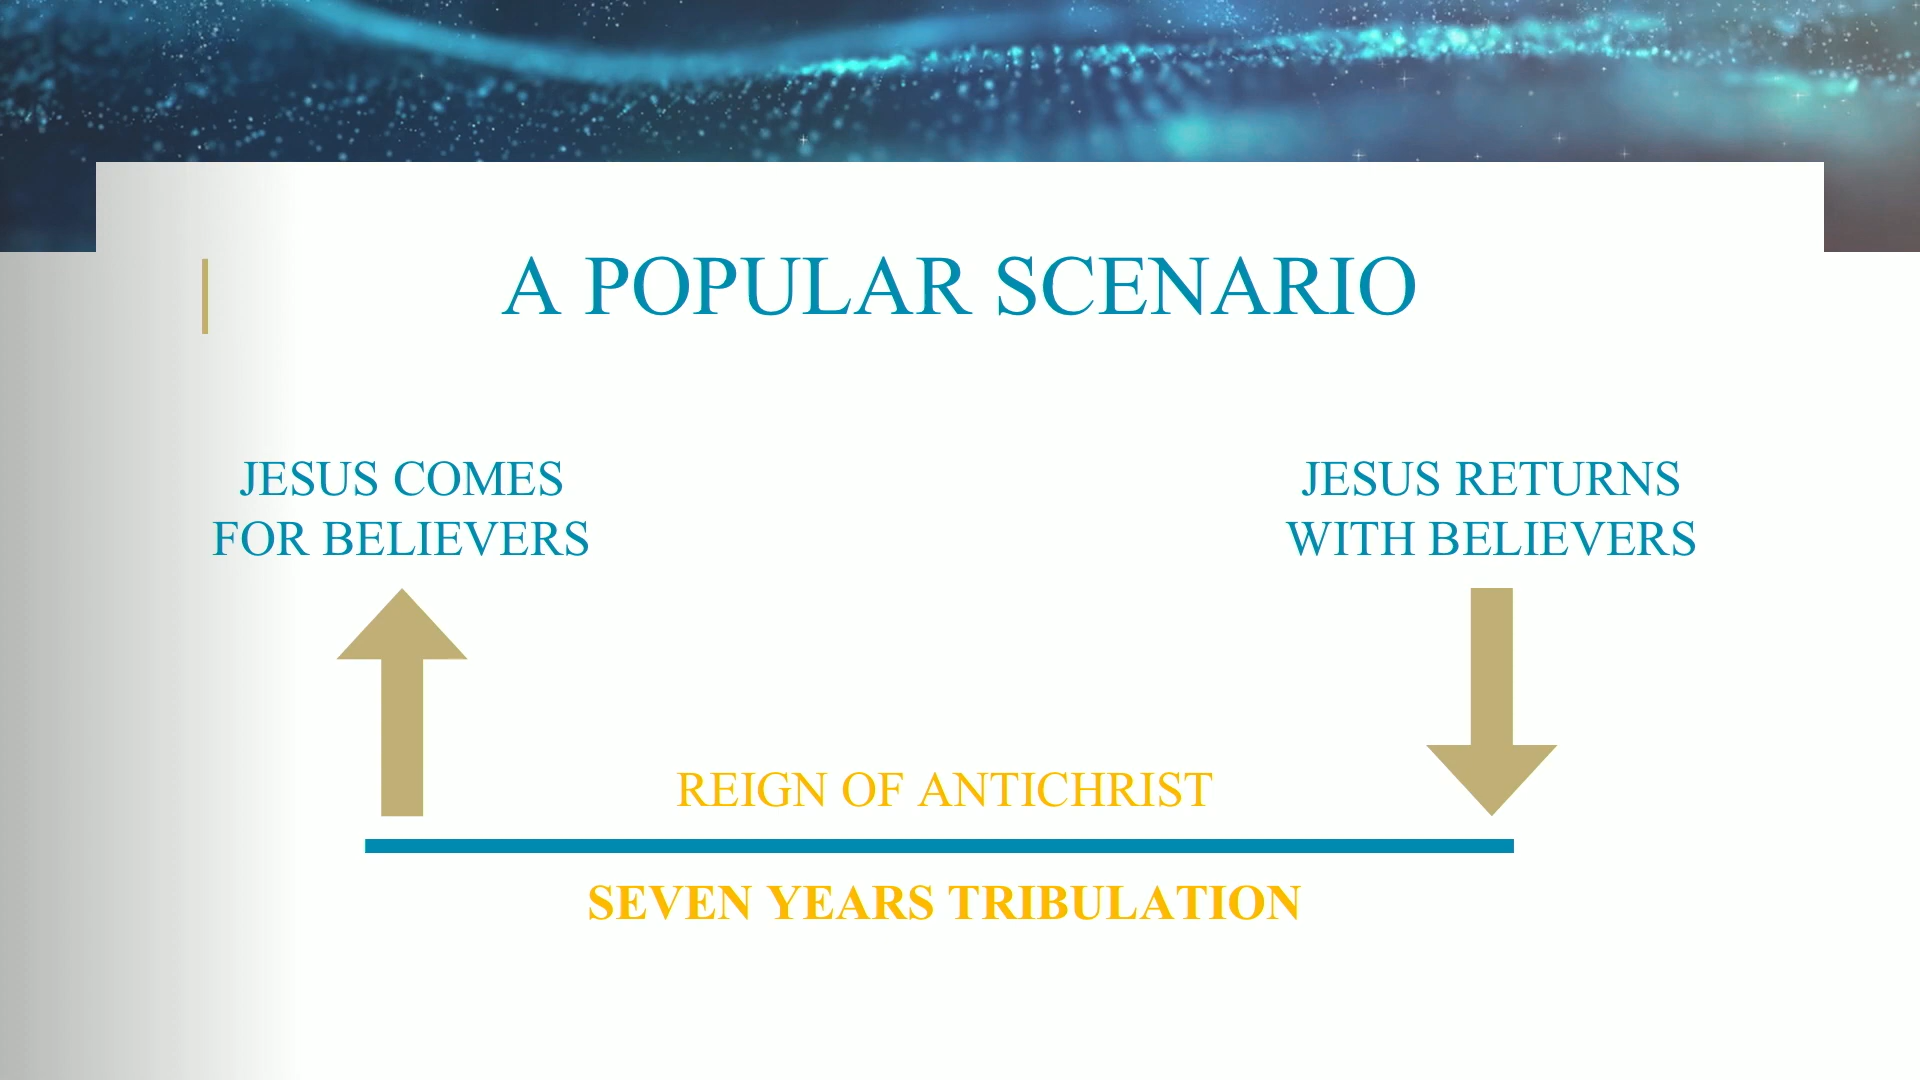 A POPULAR SCENARIO
JESUS COMES
FOR BELIEVERS
JESUS RETURNS
WITH BELIEVERS
REIGN OF ANTICHRIST
SEVEN YEARS TRIBULATION